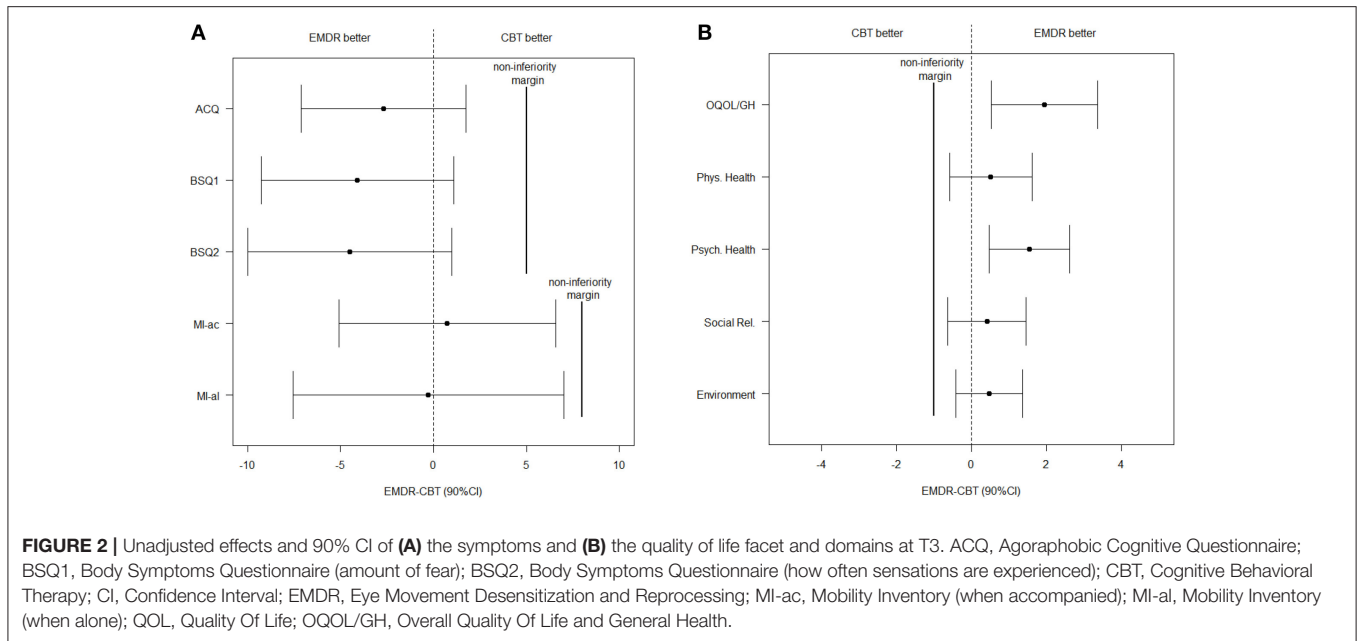 A
EMDR better CBT better
non-inferiority
margin
ACQ
BSQ1
BSQ2
non-inferiority
margin
MI-ac
MI-al
-10 -5 0 5 10
EMDR-CBT (90%CI)
B
CBT better EMDR better
non-inferiority
margin
OQOL/GH
Phys. Health
Psych. Health
Social Rel.
Environment
-4 -2 0 2 4
EMDR-CBT (90%CI)
FIGURE 2 | Unadjusted effects and 90% CI of (A) the symptoms and (B) the quality of life facet and domains at T3. ACQ, Agoraphobic Cognitive Questionnaire;
BSQ1, Body Symptoms Questionnaire (amount of fear); BSQ2, Body Symptoms Questionnaire (how often sensations are experienced); CBT, Cognitive Behavioral
Therapy; CI, Confidence Interval; EMDR, Eye Movement Desensitization and Reprocessing; MI-ac, Mobility Inventory (when accompanied); MI-al, Mobility Inventory
(when alone); QOL, Quality Of Life; OQOL/GH, Overall Quality Of Life and General Health.